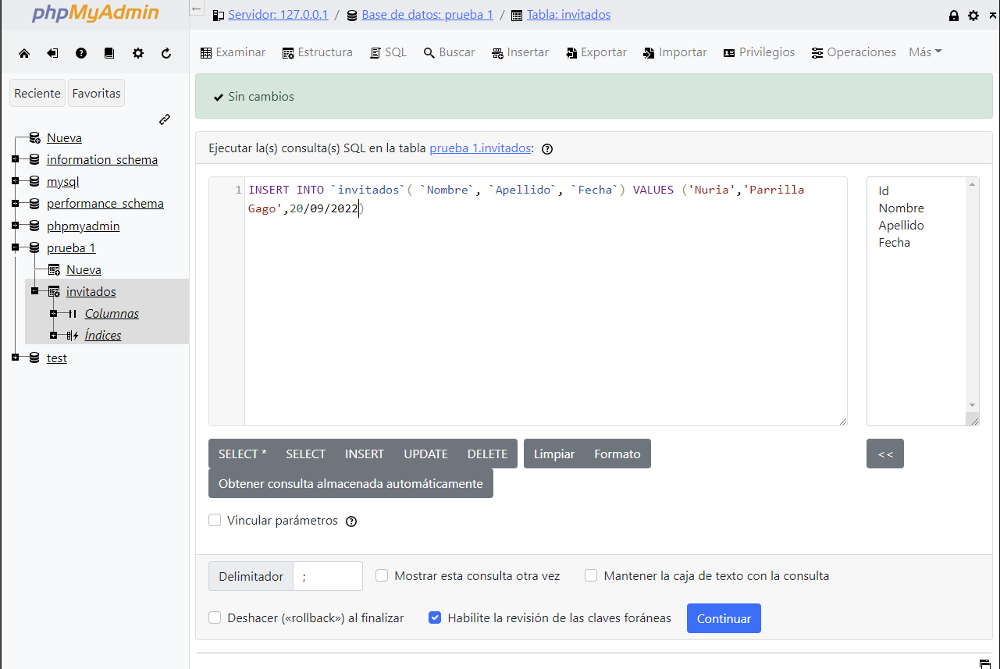 phpMyAdmin
Servidor: 127.0.0.1 / Base de datos: prueba 1 / Tabla: invitados
Examinar Estructura SQL Buscar Insertar Exportar Importar Privilegios Operaciones Más
Reciente Favoritas
Nueva
information_schema
mysql
performance_schema
phpmyadmin
prueba 1
Nueva
invitados
Columnas
Índices
test
Sin cambios
Ejecutar la(s) consulta(s) SQL en la tabla prueba 1.invitados:
1 INSERT INTO `invitados`( `Nombre`, `Apellido`, `Fecha`) VALUES ('Nuria','Parrilla
Gago',20/09/2022)
Id
Nombre
Apellido
Fecha
SELECT * SELECT INSERT UPDATE DELETE Limpiar Formato <<
Obtener consulta almacenada automáticamente
Vincular parámetros
Delimitador ; Mostrar esta consulta otra vez Mantener la caja de texto con la consulta
Deshacer («rollback») al finalizar Habilite la revisión de las claves foráneas Continuar